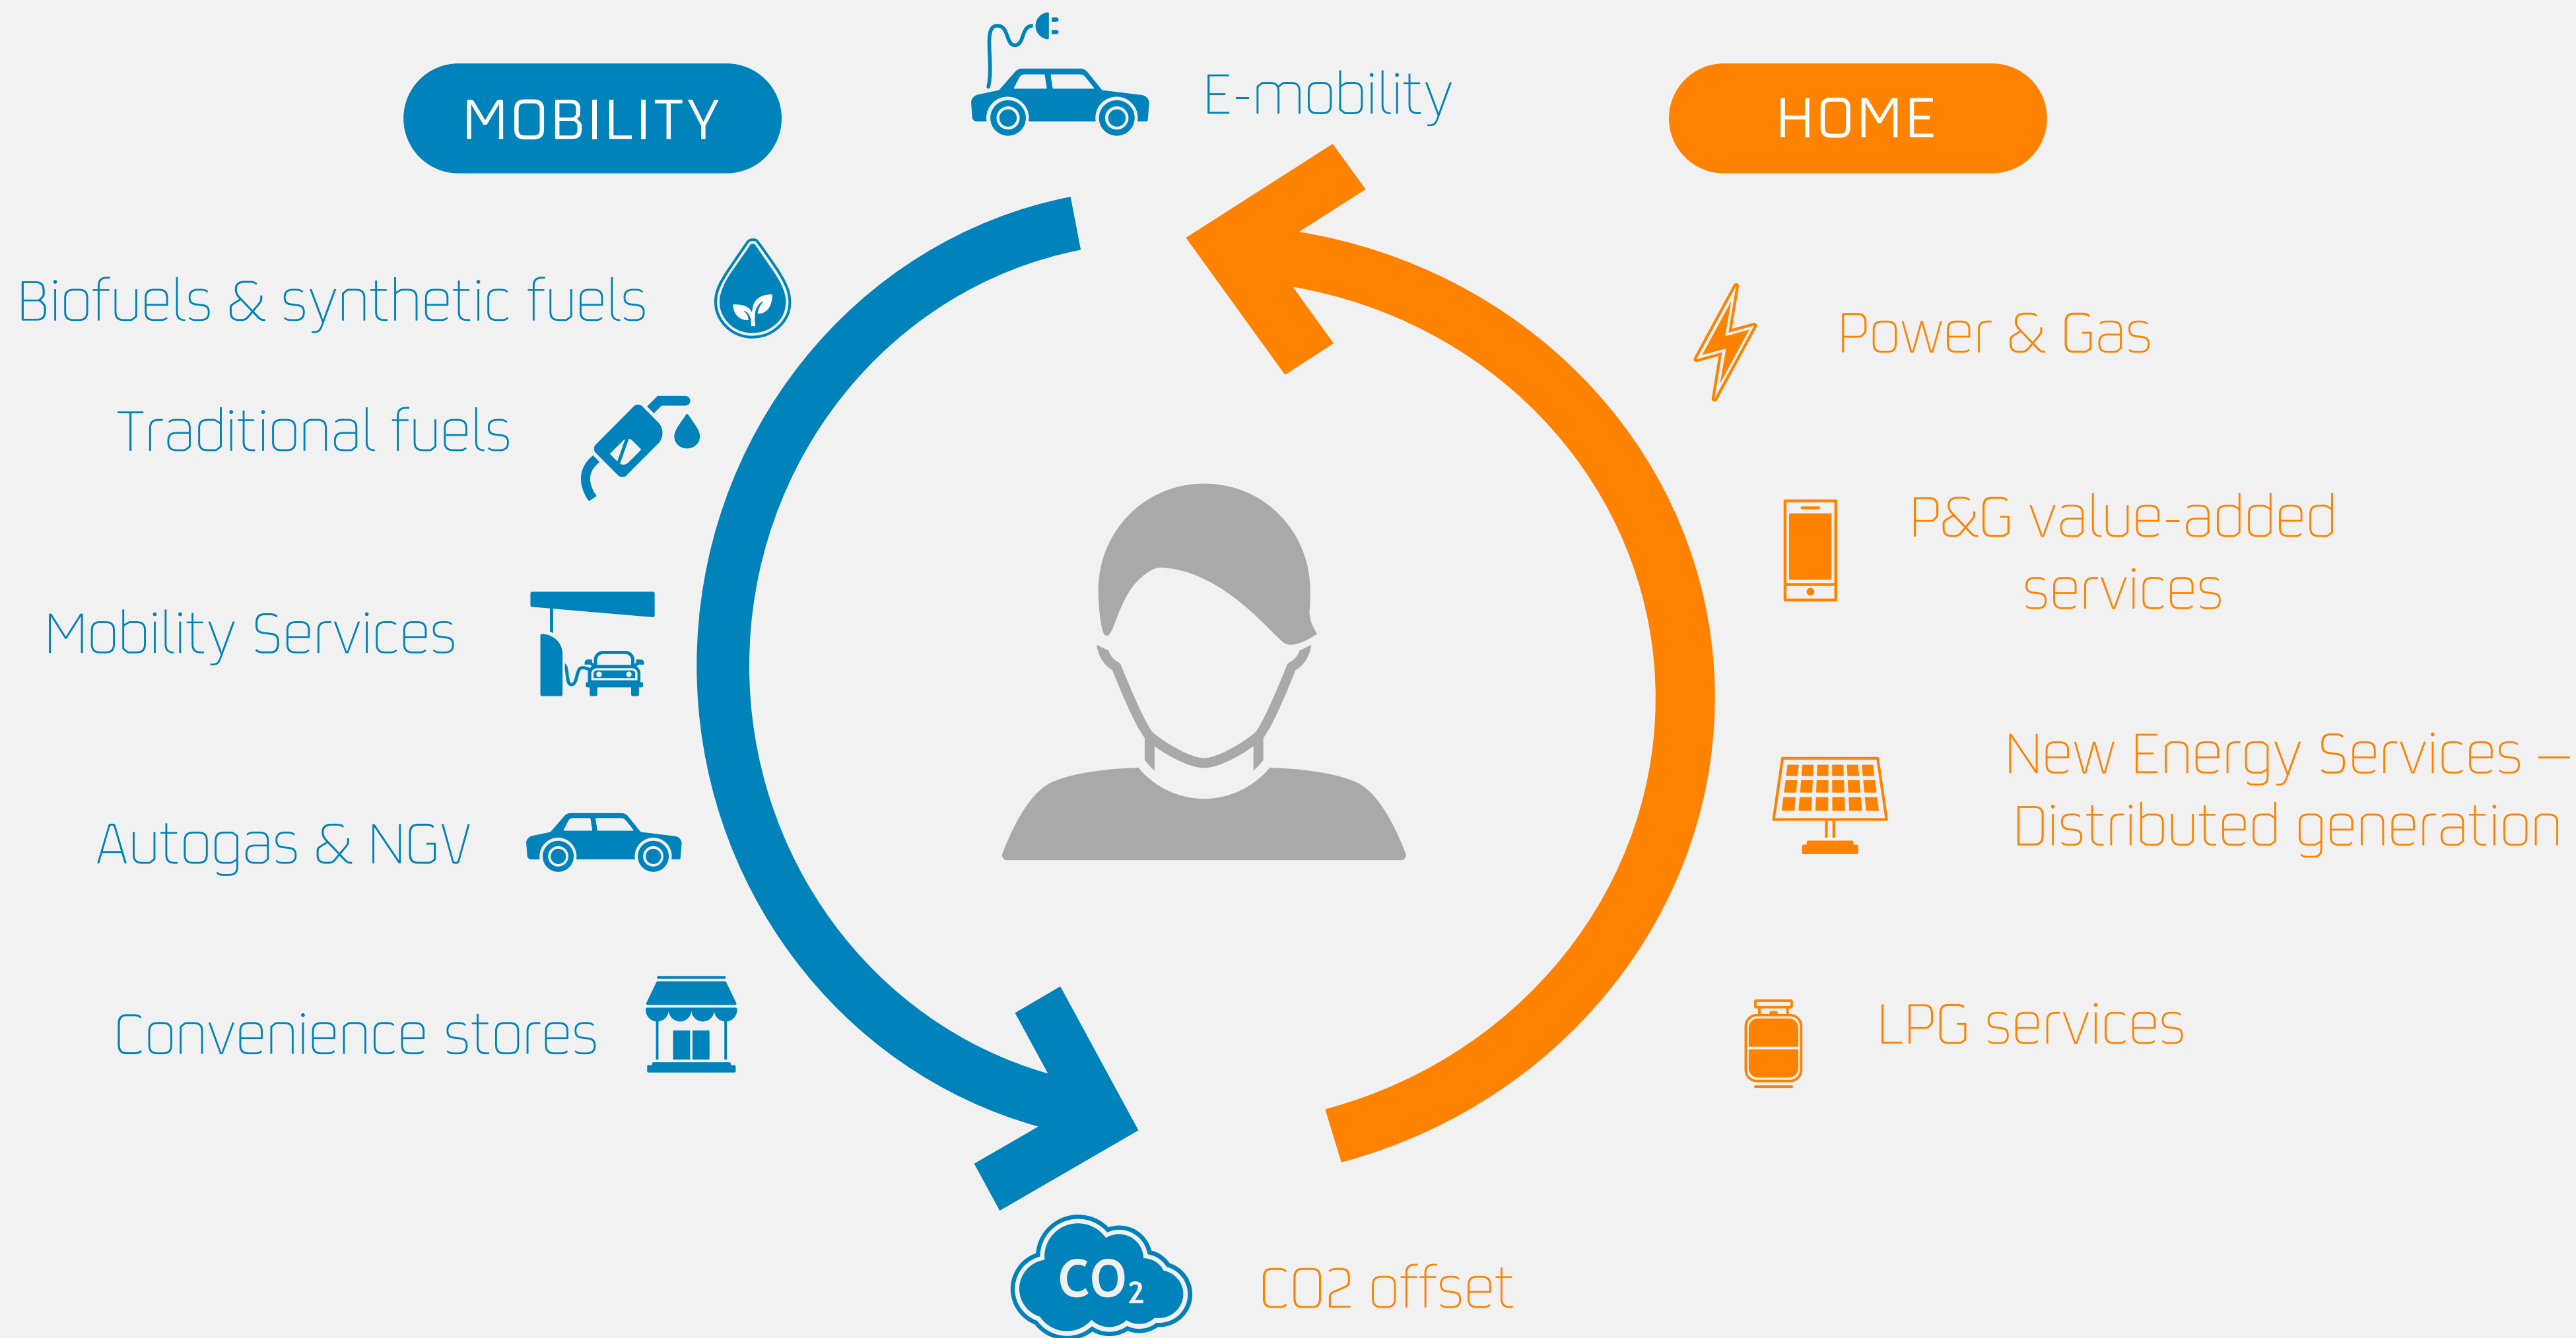 E-mobility
MOBILITY
HOME
Biofuels & synthetic fuels
Traditional fuels
Mobility Services
Autogas & NGV
Convenience stores
Power & Gas
P&G value-added
services
New Energy Services –
Distributed generation
LPG services
CO₂
CO2 offset